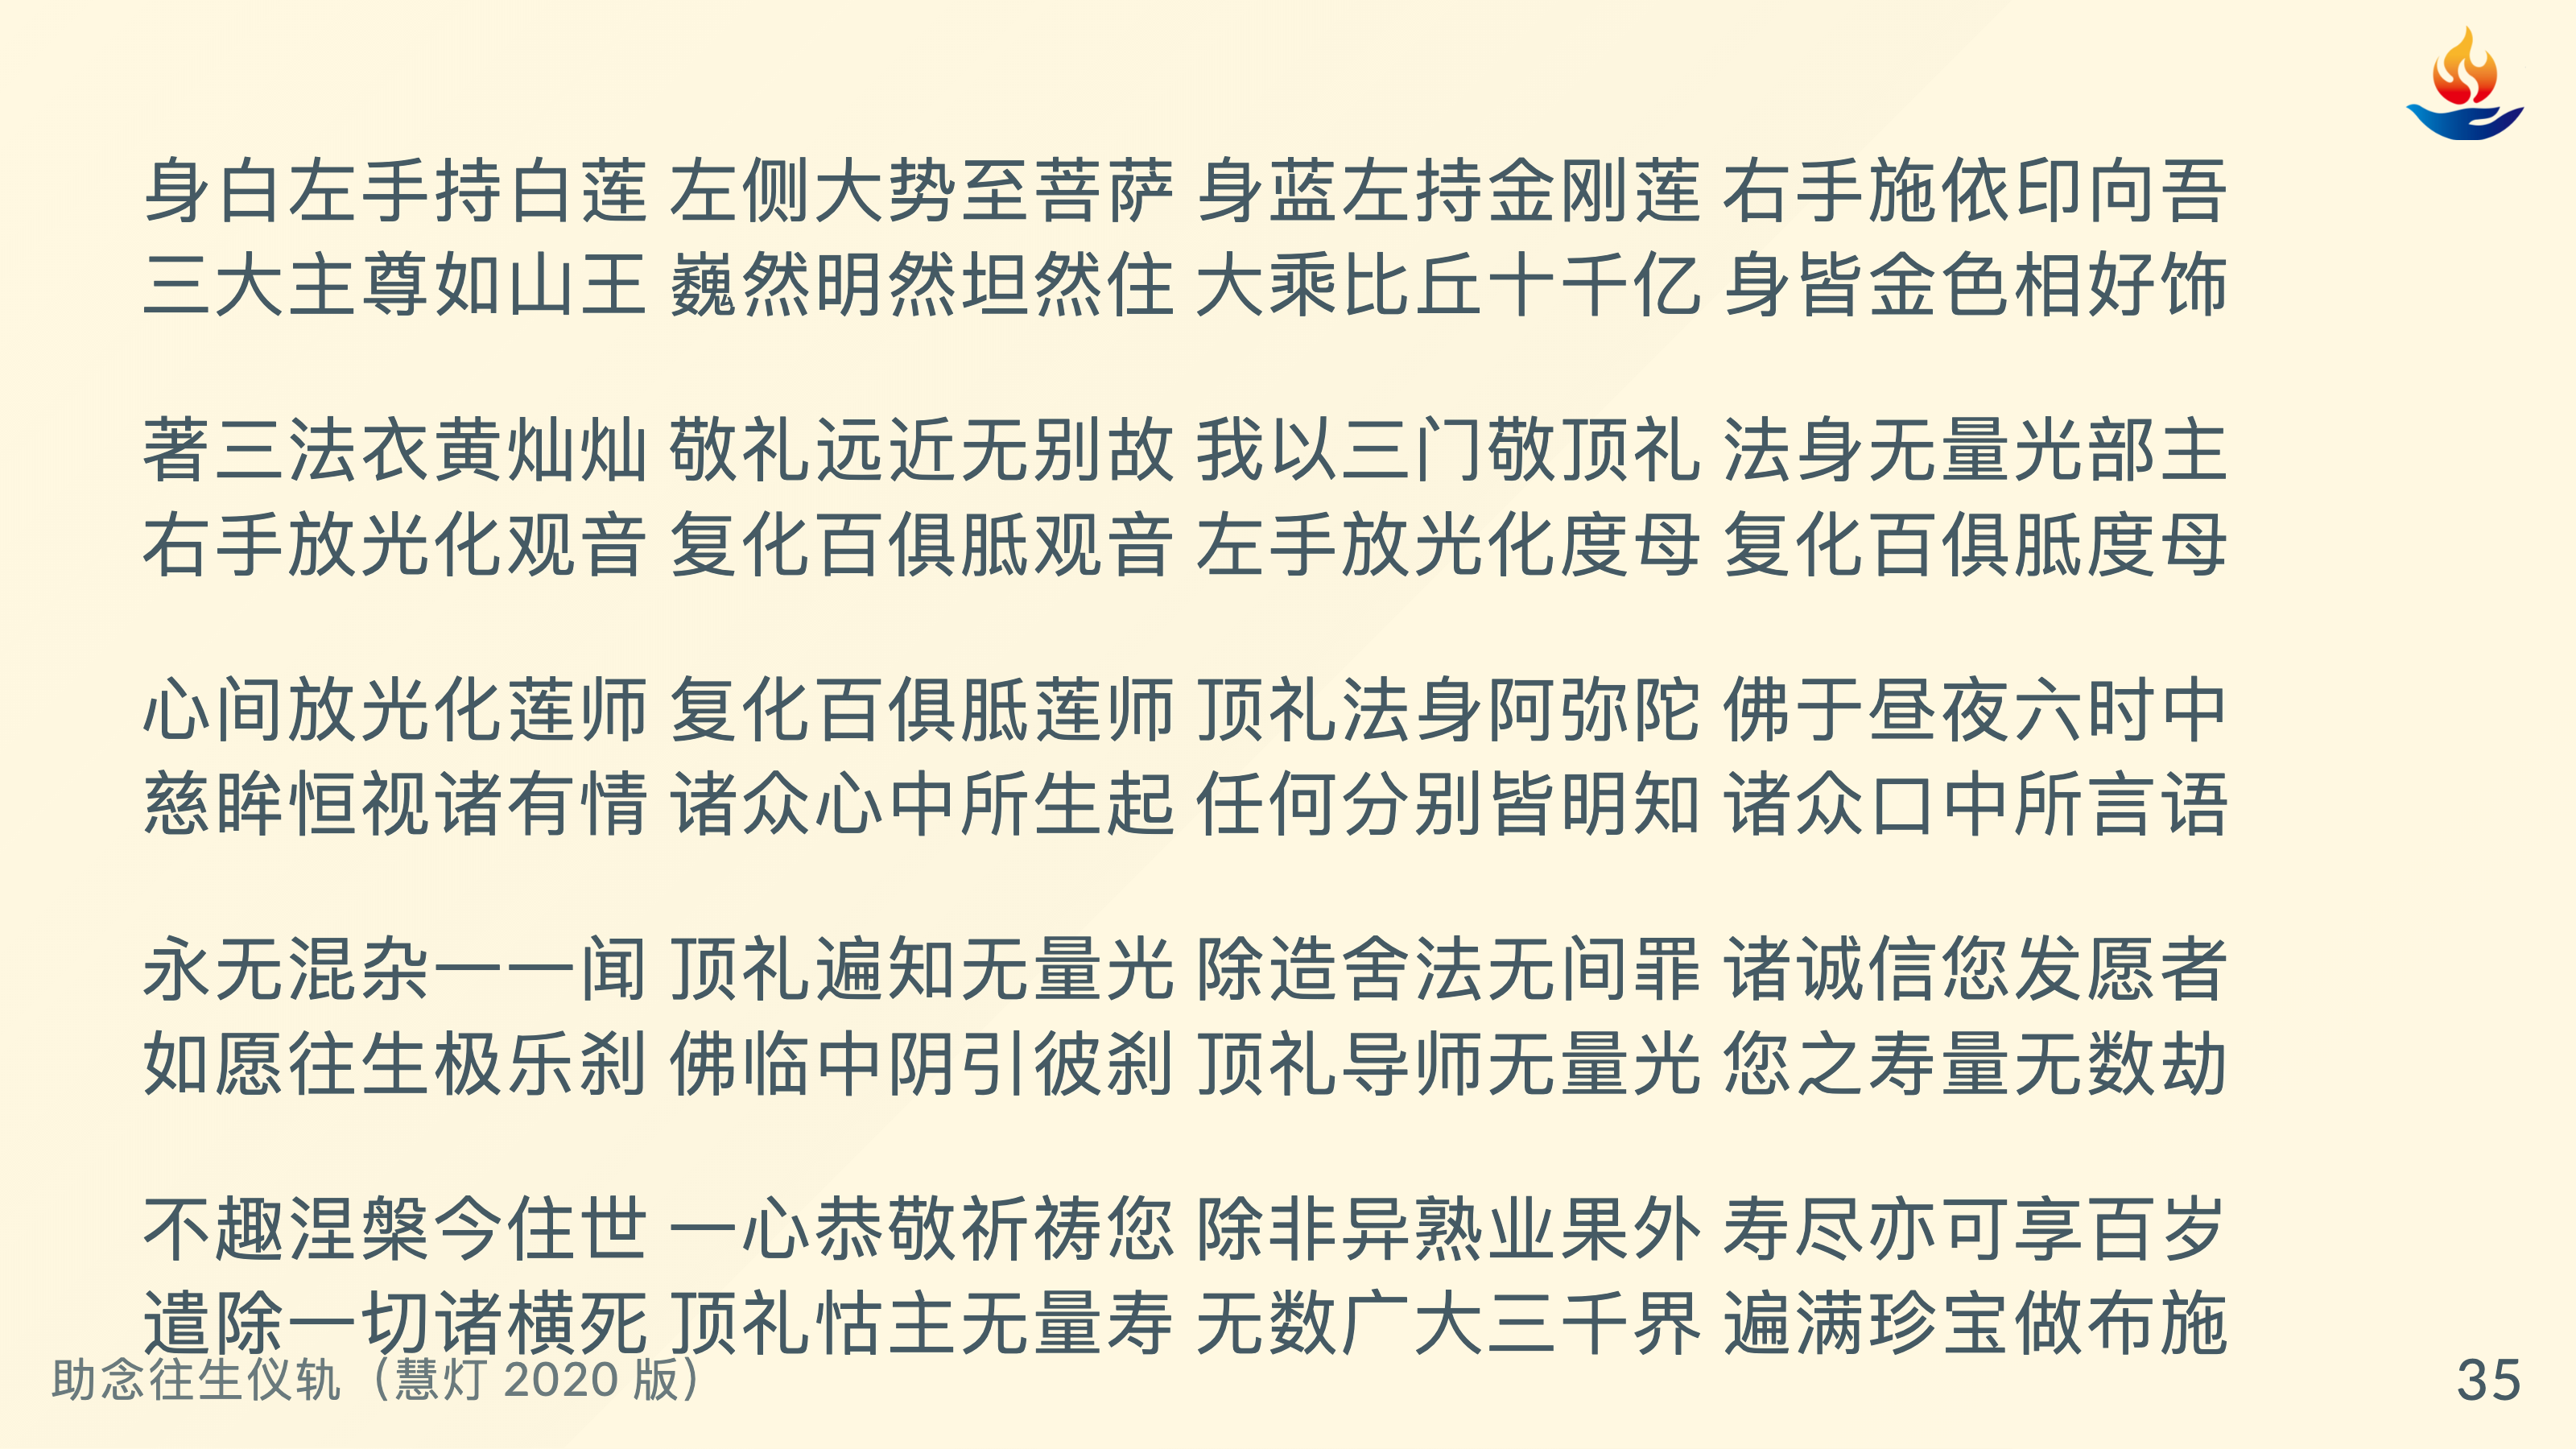 身白左手持白莲 左侧大势至菩萨 身蓝左持金刚莲 右手施依印向吾
三大主尊如山王 巍然明然坦然住 大乘比丘十千亿 身皆金色相好饰
著三法衣黄灿灿 敬礼远近无别故 我以三门敬顶礼 法身无量光部主
右手放光化观音 复化百俱胝观音 左手放光化度母 复化百俱胝度母
心间放光化莲师 复化百俱胝莲师 顶礼法身阿弥陀 佛于昼夜六时中
慈眸恒视诸有情 诸众心中所生起 任何分别皆明知 诸众口中所言语
永无混杂一一闻 顶礼遍知无量光 除造舍法无间罪 诸诚信您发愿者
如愿往生极乐刹 佛临中阴引彼刹 顶礼导师无量光 您之寿量无数劫
不趣涅槃今住世 一心恭敬祈祷您 除非异熟业果外 寿尽亦可享百岁
遣除一切诸横死 顶礼怙主无量寿 无数广大三千界 遍满珍宝做布施
助念往生仪轨（慧灯 2020 版）
35